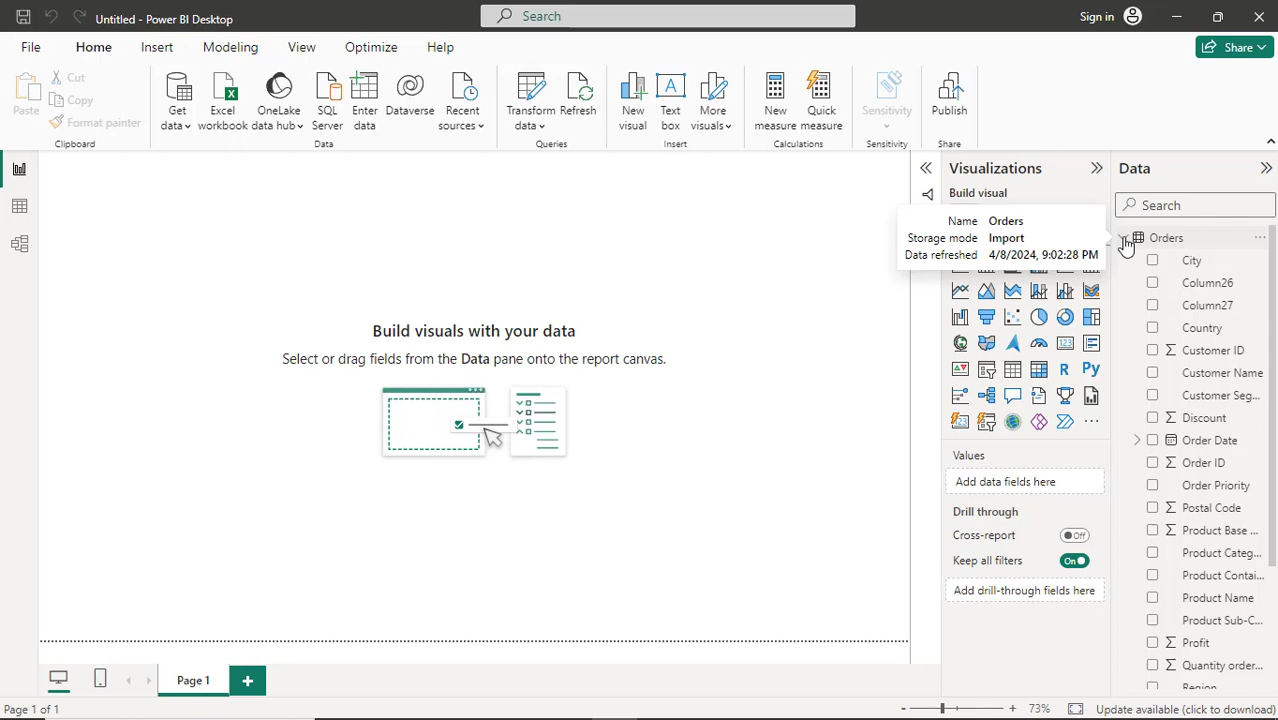 Untitled - Power BI Desktop
Search
Sign in
File
Home
Insert
Modeling
View
Optimize
Help
Share
Paste
Cut
Copy
Format painter
Clipboard
Get data
Excel workbook
OneLake data hub
SQL Server
Enter data
Dataverse
Recent sources
Data
Transform data
Refresh
Queries
New visual
Text box
More visuals
Insert
New measure
Quick measure
Calculations
Sensitivity
Sensitivity
Publish
Share
Build visuals with your data
Select or drag fields from the Data pane onto the report canvas.
Visualizations
Build visual
Name Orders
Storage mode Import
Data refreshed 4/8/2024, 9:02:28 PM
123
R
Py
Values
Add data fields here
Drill through
Cross-report Off
Keep all filters On
Add drill-through fields here
Data
Search
Orders
City
Column26
Column27
Country
Customer ID
Customer Name
Customer Seg...
Discount
Order Date
Order ID
Order Priority
Postal Code
Product Base ...
Product Categ...
Product Contai...
Product Name
Product Sub-C...
Profit
Quantity order...
Region
Page 1
Page 1 of 1
73%
Update available (click to download)